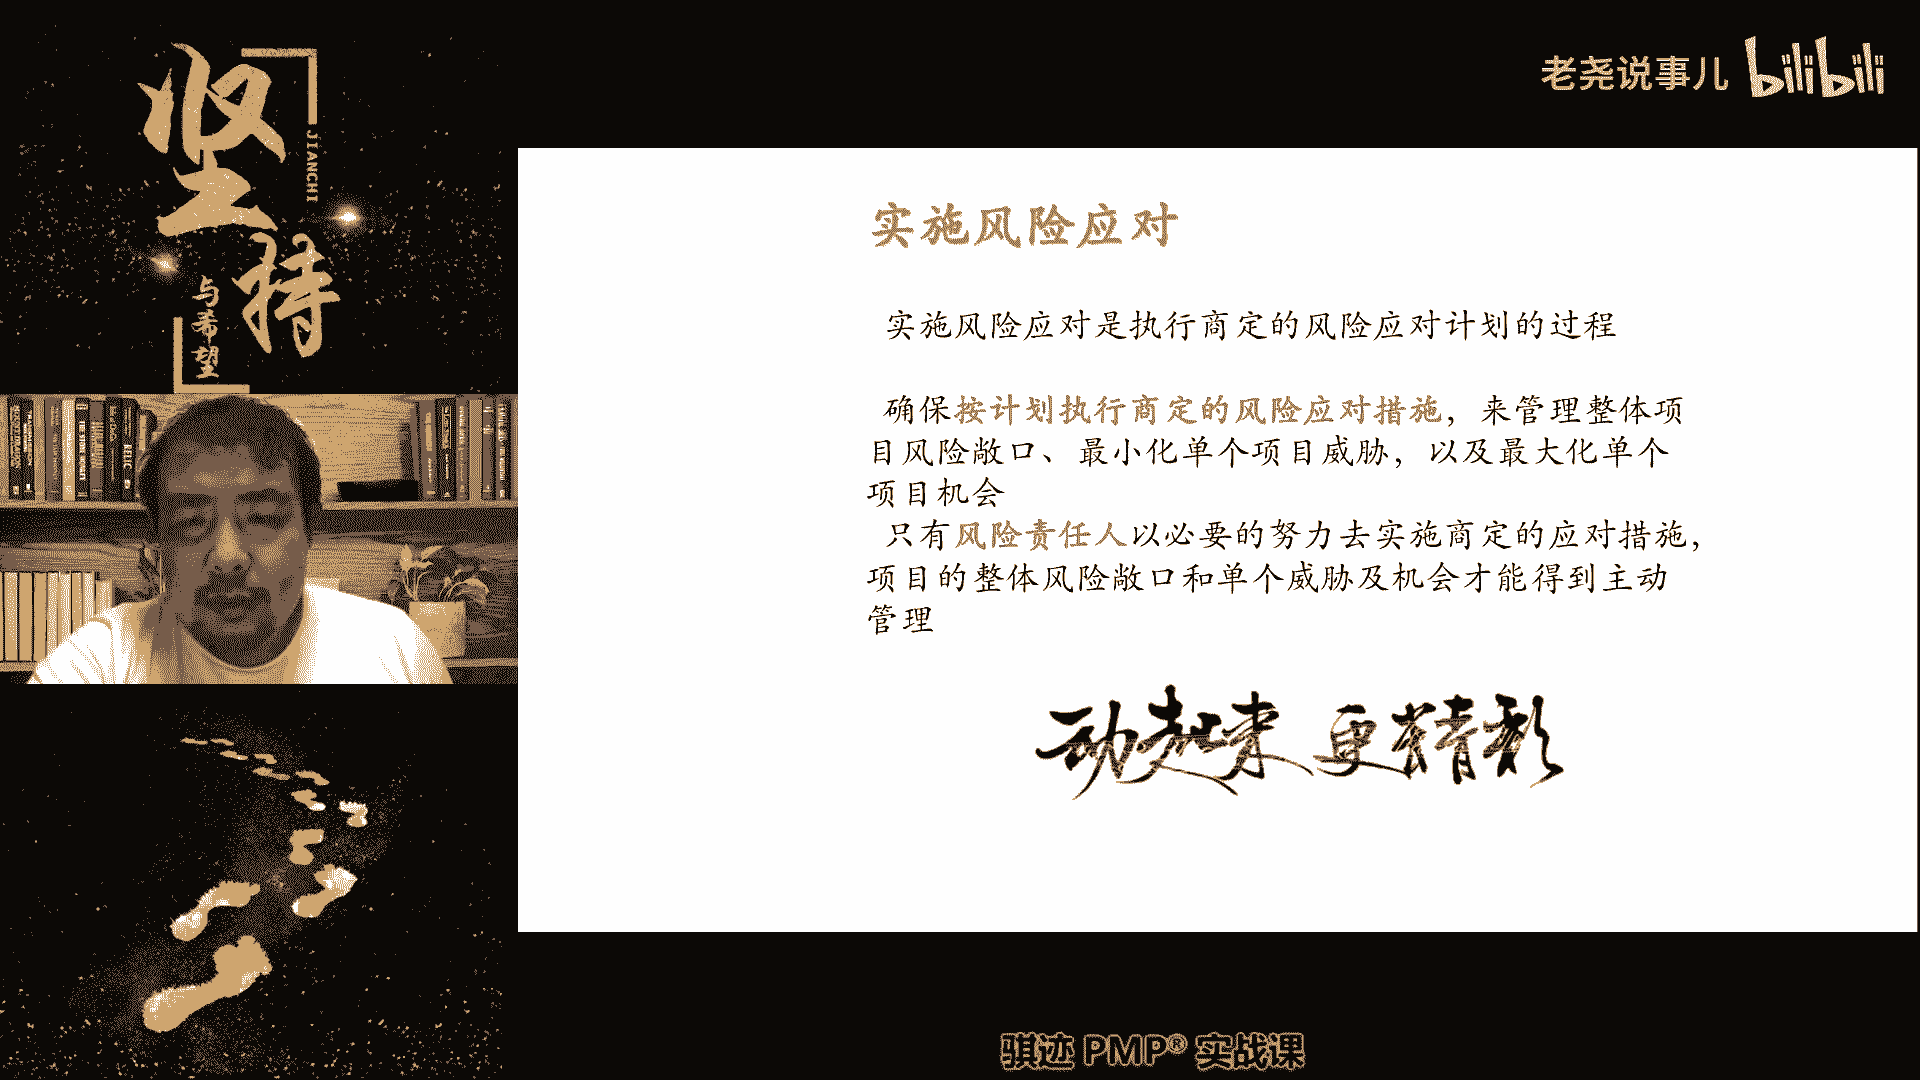 坚持
JIANCHI
与希望
老尧说事儿 bilibili
实施风险应对
实施风险应对是执行商定的风险应对计划的过程
确保按计划执行商定的风险应对措施，来管理整体项
目风险敞口、最小化单个项目威胁，以及最大化单个
项目机会
只有风险责任人以必要的努力去实施商定的应对措施，
项目的整体风险敞口和单个威胁及机会才能得到主动
管理
动起来 更精彩
骐迹 PMP® 实战课